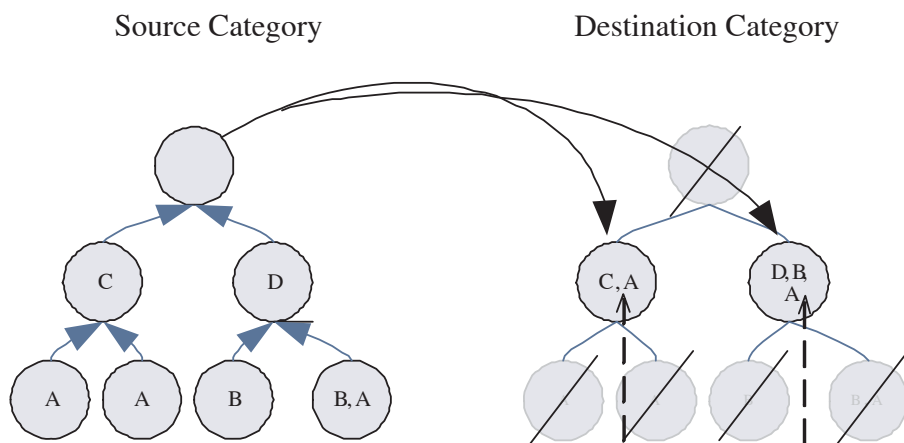 Source Category
Destination Category
C
D
C, A
D, B,
A
A
A
B
B, A
B
B, A